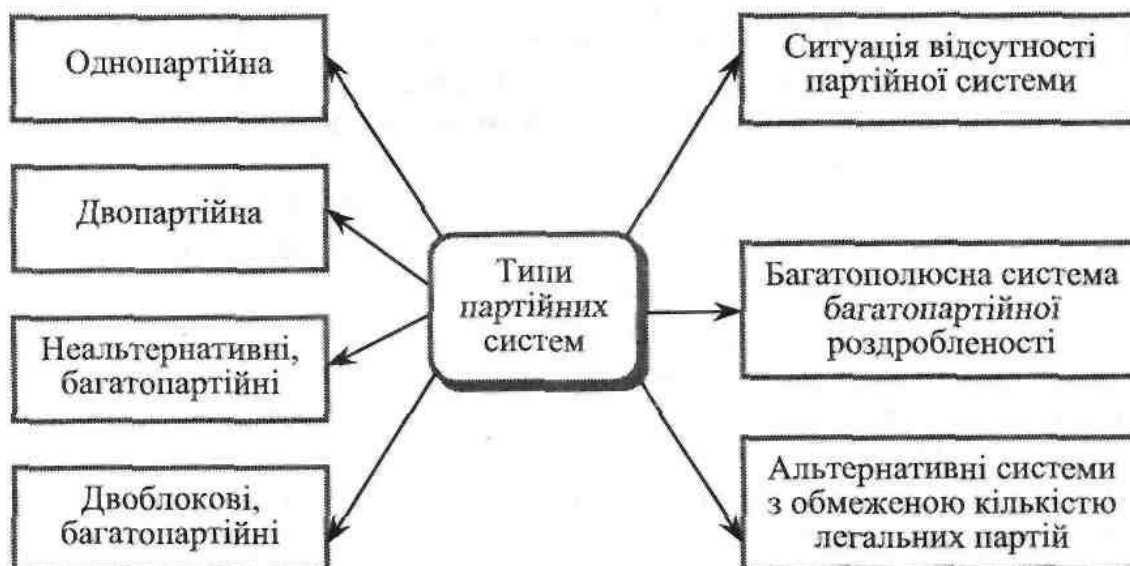 Однопартійна
Двопартійна
Неальтернативні,
багатопартійні
Двоблокові,
багатопартійні
Типи
партійних
систем
Ситуація відсутності
партійної системи
Багатополюсна система
багатопартійної
роздробленості
Альтернативні системи
з обмеженою кількістю
легальних партій